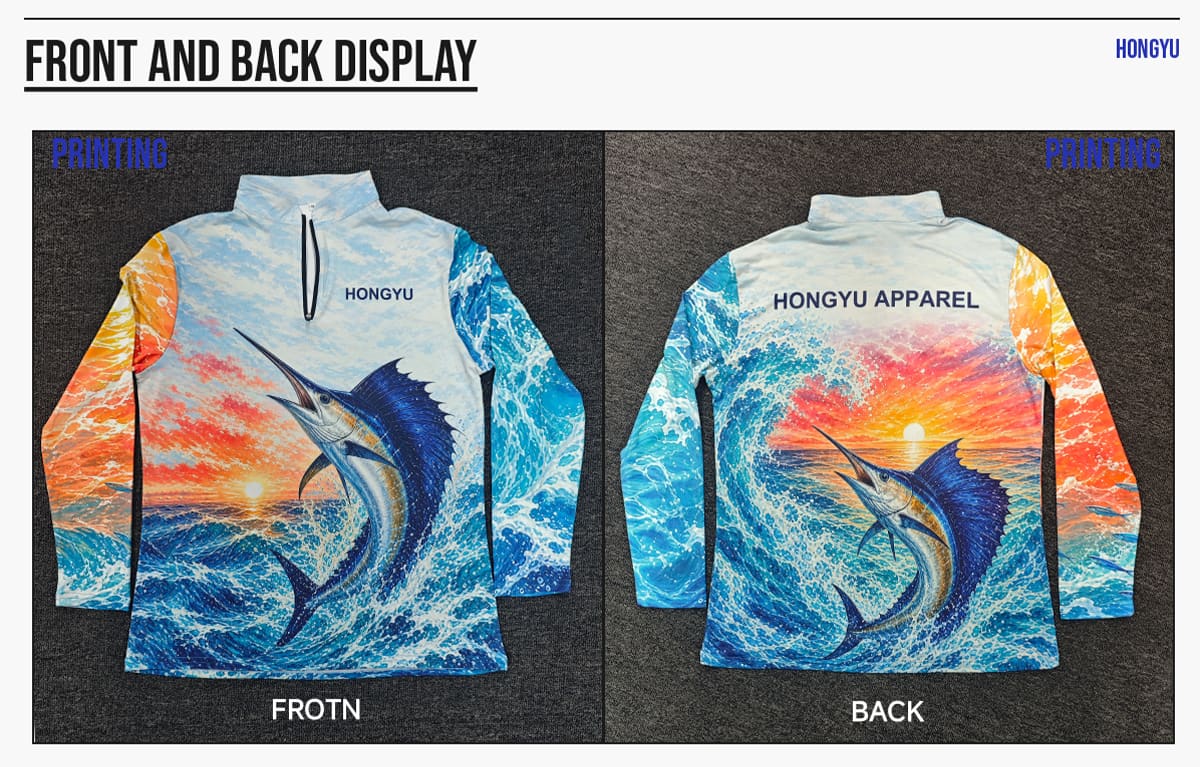 FRONT AND BACK DISPLAY
HONGYU
PRINTING
PRINTING
HONGYU
HONGYU APPAREL
FROTN
BACK